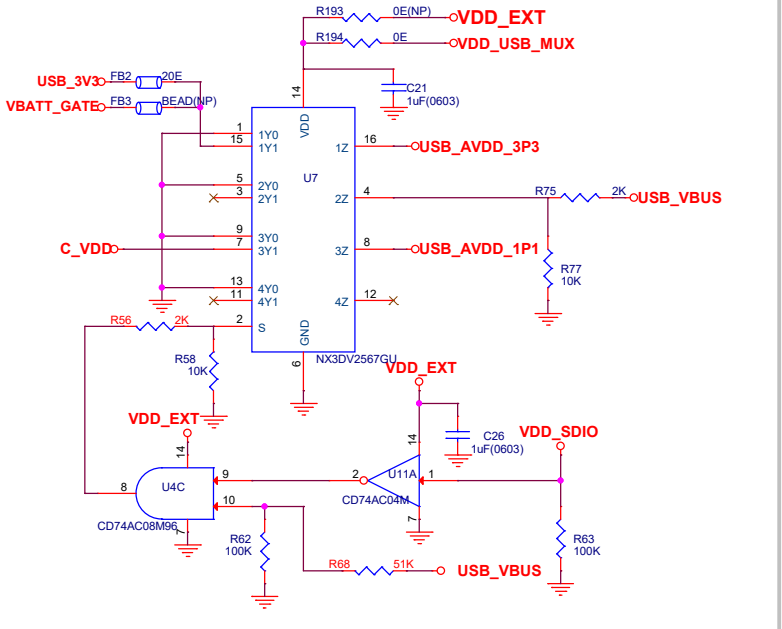 R193 0E(NP) VDD_EXT
R194 0E VDD_USB_MUX
USB_3V3 FB2 20E
VBATT_GATE FB3 BEAD(NP)
14
C21
1uF(0603)
VDD
1 1Y0
15 1Y1
1Z 16 USB_AVDD_3P3
U7
5 2Y0
3 2Y1
2Z 4
R75 2K USB_VBUS
9 3Y0
C_VDD 7 3Y1
3Z 8 USB_AVDD_1P1
R77
10K
13 4Y0
11 4Y1
4Z 12
R56 2K 2 S
GND
6
NX3DV2567GU
R58
10K
VDD_EXT
14
C26
1uF(0603)
VDD_SDIO
VDD_EXT
14
8 U4C 9
10
CD74AC08M96
7
2 U11A 1
CD74AC04M
7
R62
100K
R63
100K
R68 51K USB_VBUS